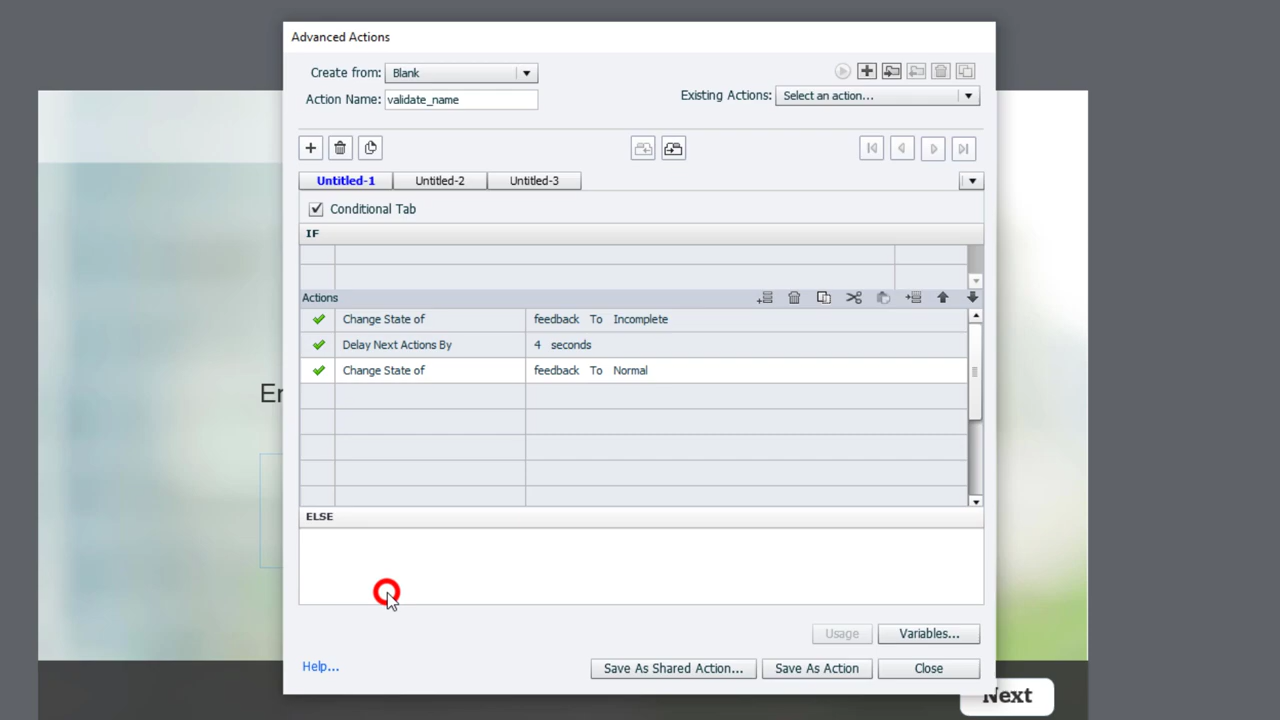 Advanced Actions
Create from: Blank
Action Name: validate_name
Existing Actions: Select an action...
Untitled-1 Untitled-2 Untitled-3
Conditional Tab
IF
Actions
Change State of feedback To Incomplete
Delay Next Actions By 4 seconds
Change State of feedback To Normal
ELSE
En
Usage Variables...
Help... Save As Shared Action... Save As Action Close
Next